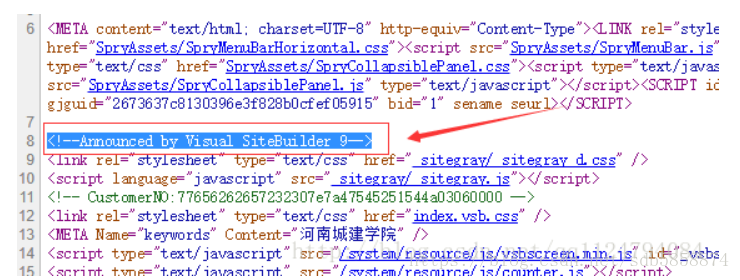 6 <META content="text/html; charset=UTF-8" http-equiv="Content-Type"><LINK rel="style
href="SpryAssets/SpryMenuBarHorizontal.css"><script src="SpryAssets/SpryMenuBar.js"
type="text/css" href="SpryAssets/SpryCollapsiblePanel.css"><script type="text/javas
src="SpryAssets/SpryCollapsiblePanel.js" type="text/javascript"></script><SCRIPT id
gjguid="2673637c8130396e3f828b0cfef05915" bid="1" sename seurl></SCRIPT>
7
8 <!--Announced by Visual SiteBuilder 9-->
9 <link rel="stylesheet" type="text/css" href="_sitegray/_sitegray_d.css" />
10 <script language="javascript" src="_sitegray/_sitegray.js"></script>
11 <!-- CustomerNO:77656262657232307e7a47545251544a03060000 -->
12 <link rel="stylesheet" type="text/css" href="index.vsb.css" />
13 <META Name="keywords" Content="河南城建学院" />
14 <script type="text/javascript" src="/system/resource/js/vsbscreen.min.js" id="_vsbs
15 <script type="text/javascript" src="/system/resource/js/counter.js"></script>